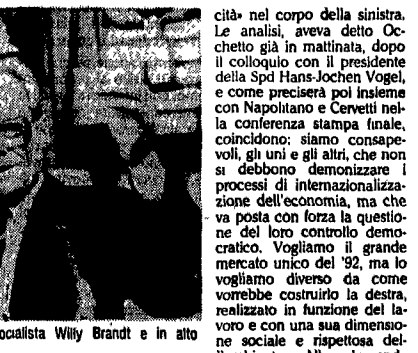 cità» nel corpo della sinistra.
Le analisi, aveva detto Oc-
chetto già in mattinata, dopo
il colloquio con il presidente
della Spd Hans-Jochen Vogel,
e come preciserà poi insieme
con Napolitano e Cervetti nel-
la conferenza stampa finale,
coincidono: siamo consape-
voli, gli uni e gli altri, che non
si debbono demonizzare i
processi di internazionalizza-
zione dell'economia, ma che
va posta con forza la questio-
ne del loro controllo demo-
cratico. Vogliamo il grande
mercato unico del '92, ma lo
vogliamo diverso da come
vorrebbe costruirlo la destra,
realizzato in funzione del la-
voro e con una sua dimensio-
ne sociale e rispettosa del-
ocialista Willy Brandt e in alto